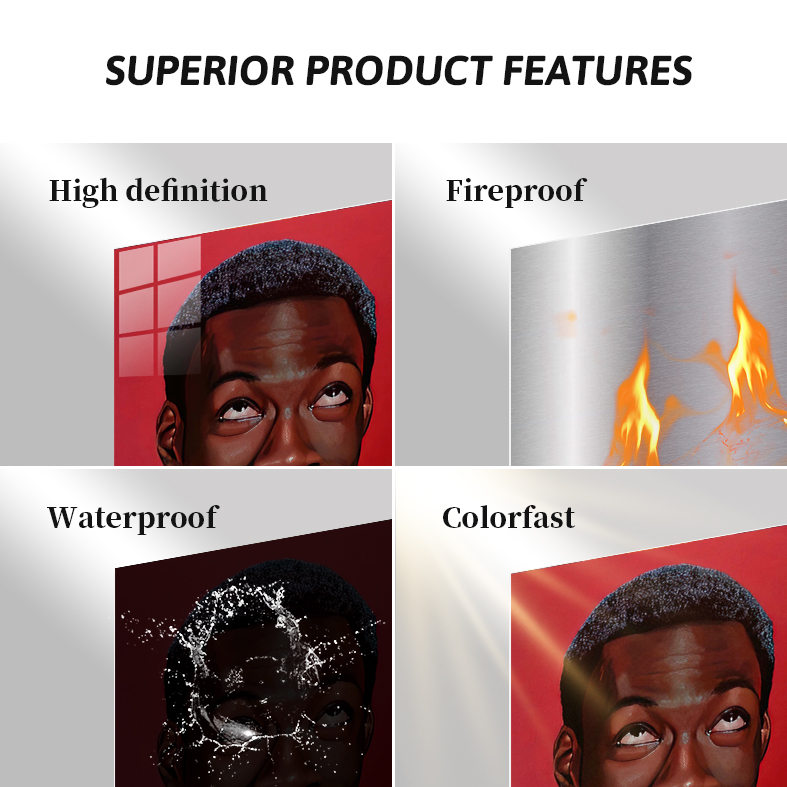 SUPERIOR PRODUCT FEATURES
High definition
Fireproof
Waterproof
Colorfast